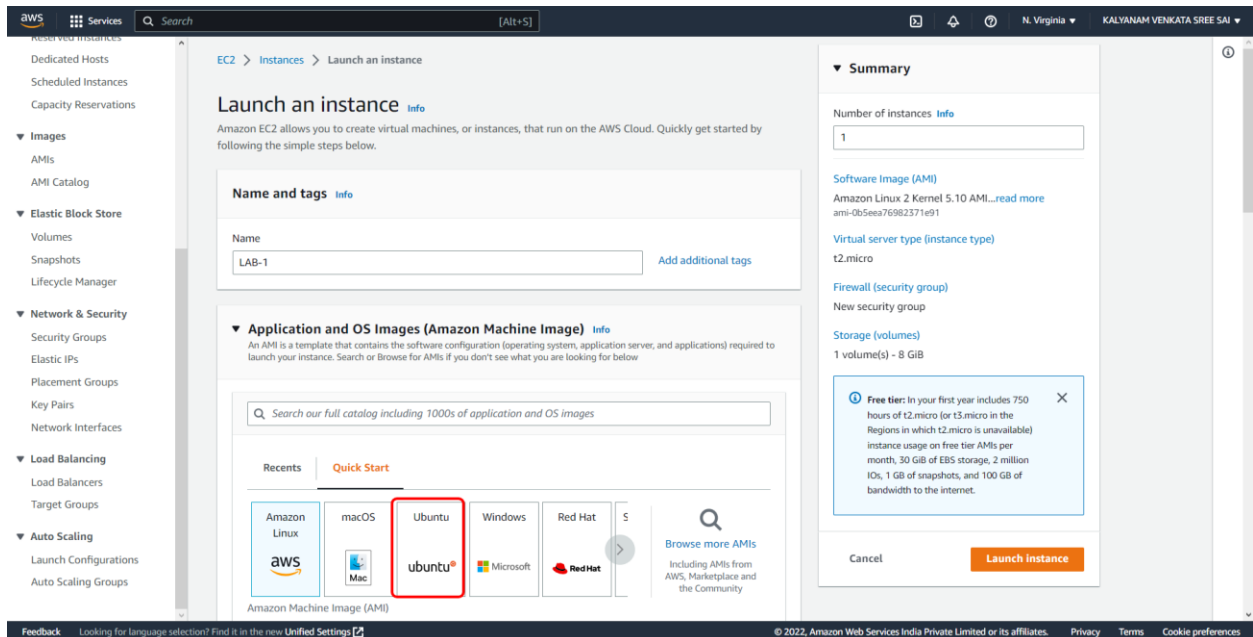 aws
Services
Search
[Alt+S]
N. Virginia
KALYANAM VENKATA SREE SAI
Reserved Instances
Dedicated Hosts
Scheduled Instances
Capacity Reservations
Images
AMIs
AMI Catalog
Elastic Block Store
Volumes
Snapshots
Lifecycle Manager
Network & Security
Security Groups
Elastic IPs
Placement Groups
Key Pairs
Network Interfaces
Load Balancing
Load Balancers
Target Groups
Auto Scaling
Launch Configurations
Auto Scaling Groups
EC2 > Instances > Launch an instance
Launch an instance Info
Amazon EC2 allows you to create virtual machines, or instances, that run on the AWS Cloud. Quickly get started by
following the simple steps below.
Name and tags Info
Name
LAB-1
Add additional tags
Application and OS Images (Amazon Machine Image) Info
An AMI is a template that contains the software configuration (operating system, application server, and applications) required to
launch your instance. Search or Browse for AMIs if you don't see what you are looking for below
Search our full catalog including 1000s of application and OS images
Recents
Quick Start
Amazon
Linux
aws
macOS
Mac
Ubuntu
ubuntu
Windows
Microsoft
Red Hat
Red Hat
S
Browse more AMIs
Including AMIs from
AWS, Marketplace and
the Community
Amazon Machine Image (AMI)
Summary
Number of instances Info
1
Software Image (AMI)
Amazon Linux 2 Kernel 5.10 AMI...read more
ami-0b5eea76982371e91
Virtual server type (instance type)
t2.micro
Firewall (security group)
New security group
Storage (volumes)
1 volume(s) - 8 GiB
Free tier: In your first year includes 750
hours of t2.micro (or t3.micro in the
Regions in which t2.micro is unavailable)
instance usage on free tier AMIs per
month, 30 GiB of EBS storage, 2 million
IOs, 1 GB of snapshots, and 100 GB of
bandwidth to the internet.
Cancel
Launch instance
Feedback
Looking for language selection? Find it in the new Unified Settings
© 2022, Amazon Web Services India Private Limited or its affiliates.
Privacy
Terms
Cookie preferences